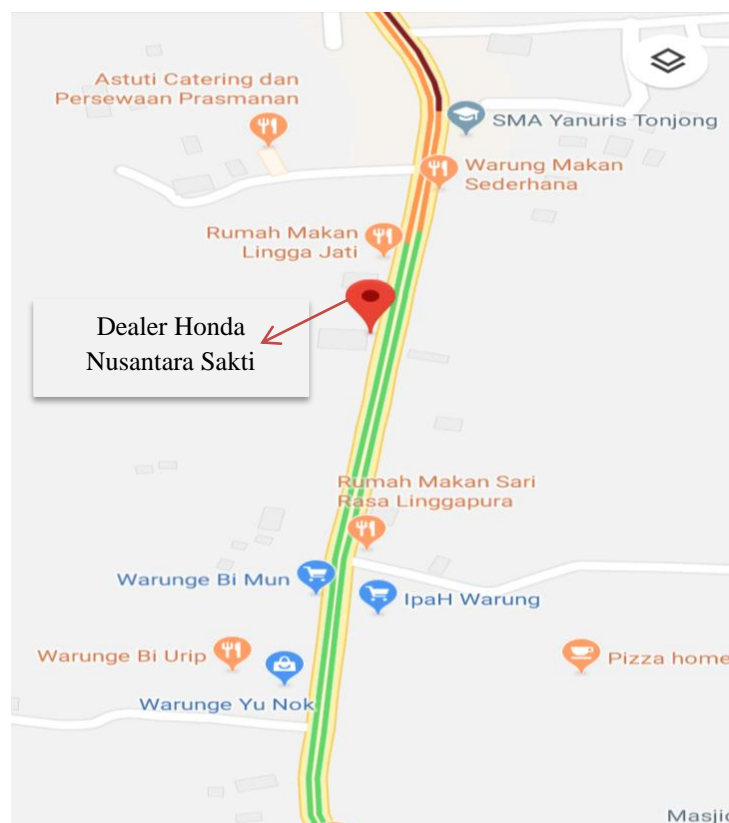 Astuti Catering dan
Persewaan Prasmanan
SMA Yanuris Tonjong
Warung Makan
Sederhana
Rumah Makan
Lingga Jati
Dealer Honda
Nusantara Sakti
Rumah Makan Sari
Rasa Linggapura
Warunge Bi Mun
IpaH Warung
Warunge Bi Urip
Pizza home
Warunge Yu Nok
Masjid